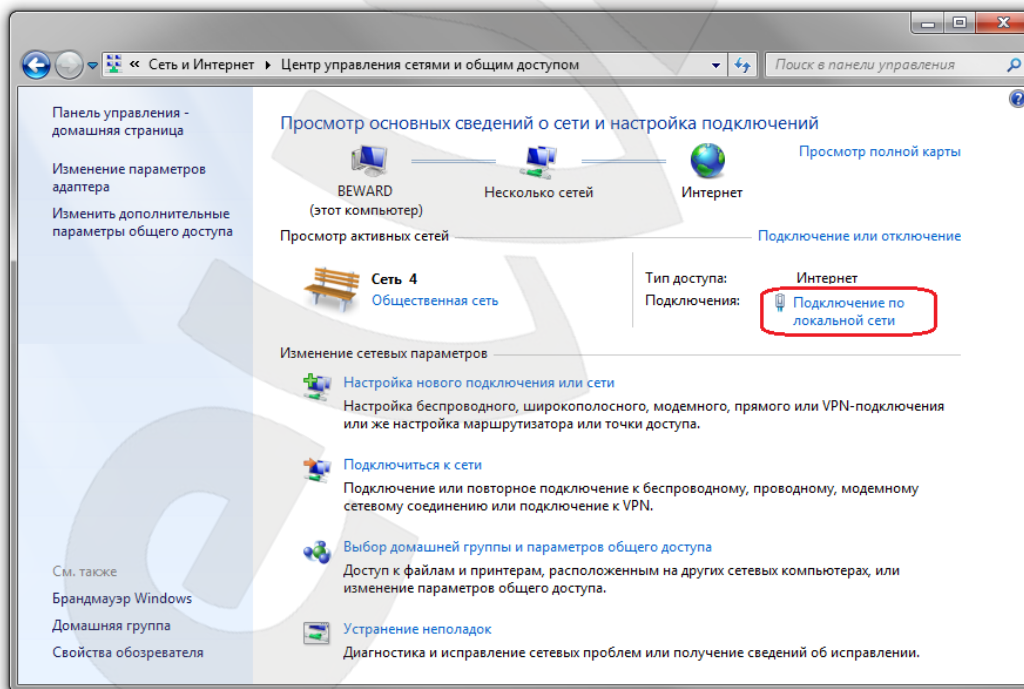 « Сеть и Интернет ▸ Центр управления сетями и общим доступом
Поиск в панели управления
Панель управления -
домашняя страница
Изменение параметров
адаптера
Изменить дополнительные
параметры общего доступа
См. также
Брандмауэр Windows
Домашняя группа
Свойства обозревателя
Просмотр основных сведений о сети и настройка подключений
Просмотр полной карты
BEWARD
(этот компьютер)
Несколько сетей
Интернет
Просмотр активных сетей
Подключение или отключение
Сеть 4
Общественная сеть
Тип доступа: Интернет
Подключения: Подключение по
локальной сети
Изменение сетевых параметров
Настройка нового подключения или сети
Настройка беспроводного, широкополосного, модемного, прямого или VPN-подключения
или же настройка маршрутизатора или точки доступа.
Подключиться к сети
Подключение или повторное подключение к беспроводному, проводному, модемному
сетевому соединению или подключение к VPN.
Выбор домашней группы и параметров общего доступа
Доступ к файлам и принтерам, расположенным на других сетевых компьютерах, или
изменение параметров общего доступа.
Устранение неполадок
Диагностика и исправление сетевых проблем или получение сведений об исправлении.